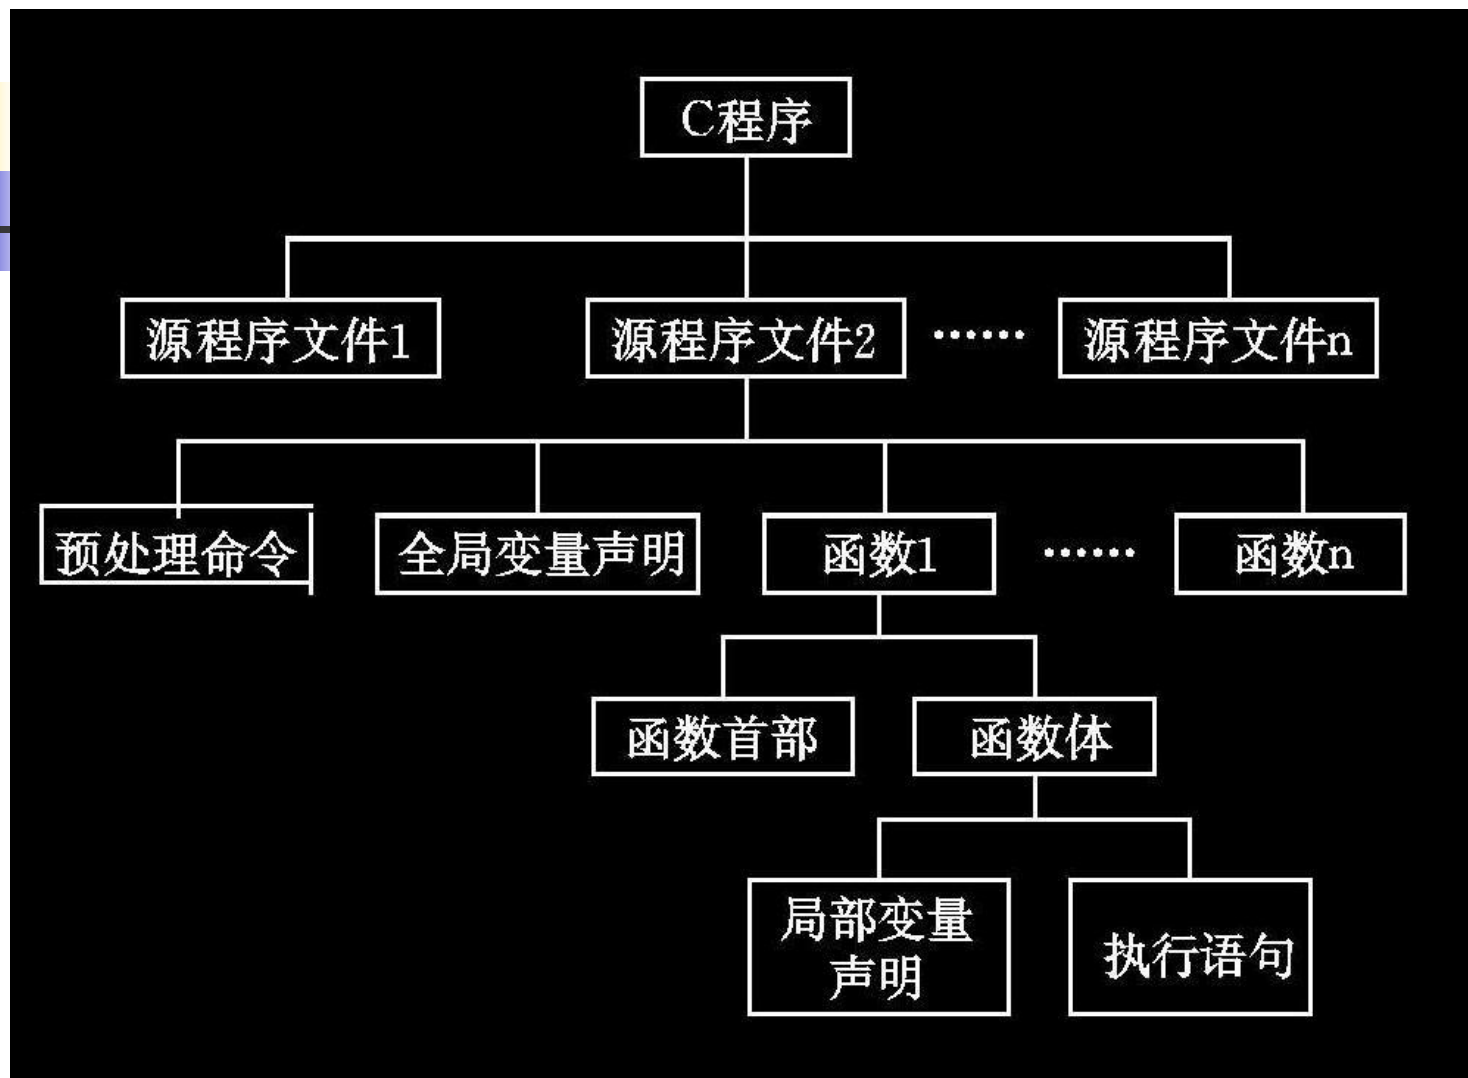 C程序
源程序文件1
源程序文件2
……
源程序文件n
预处理命令
全局变量声明
函数1
……
函数n
函数首部
函数体
局部变量
声明
执行语句